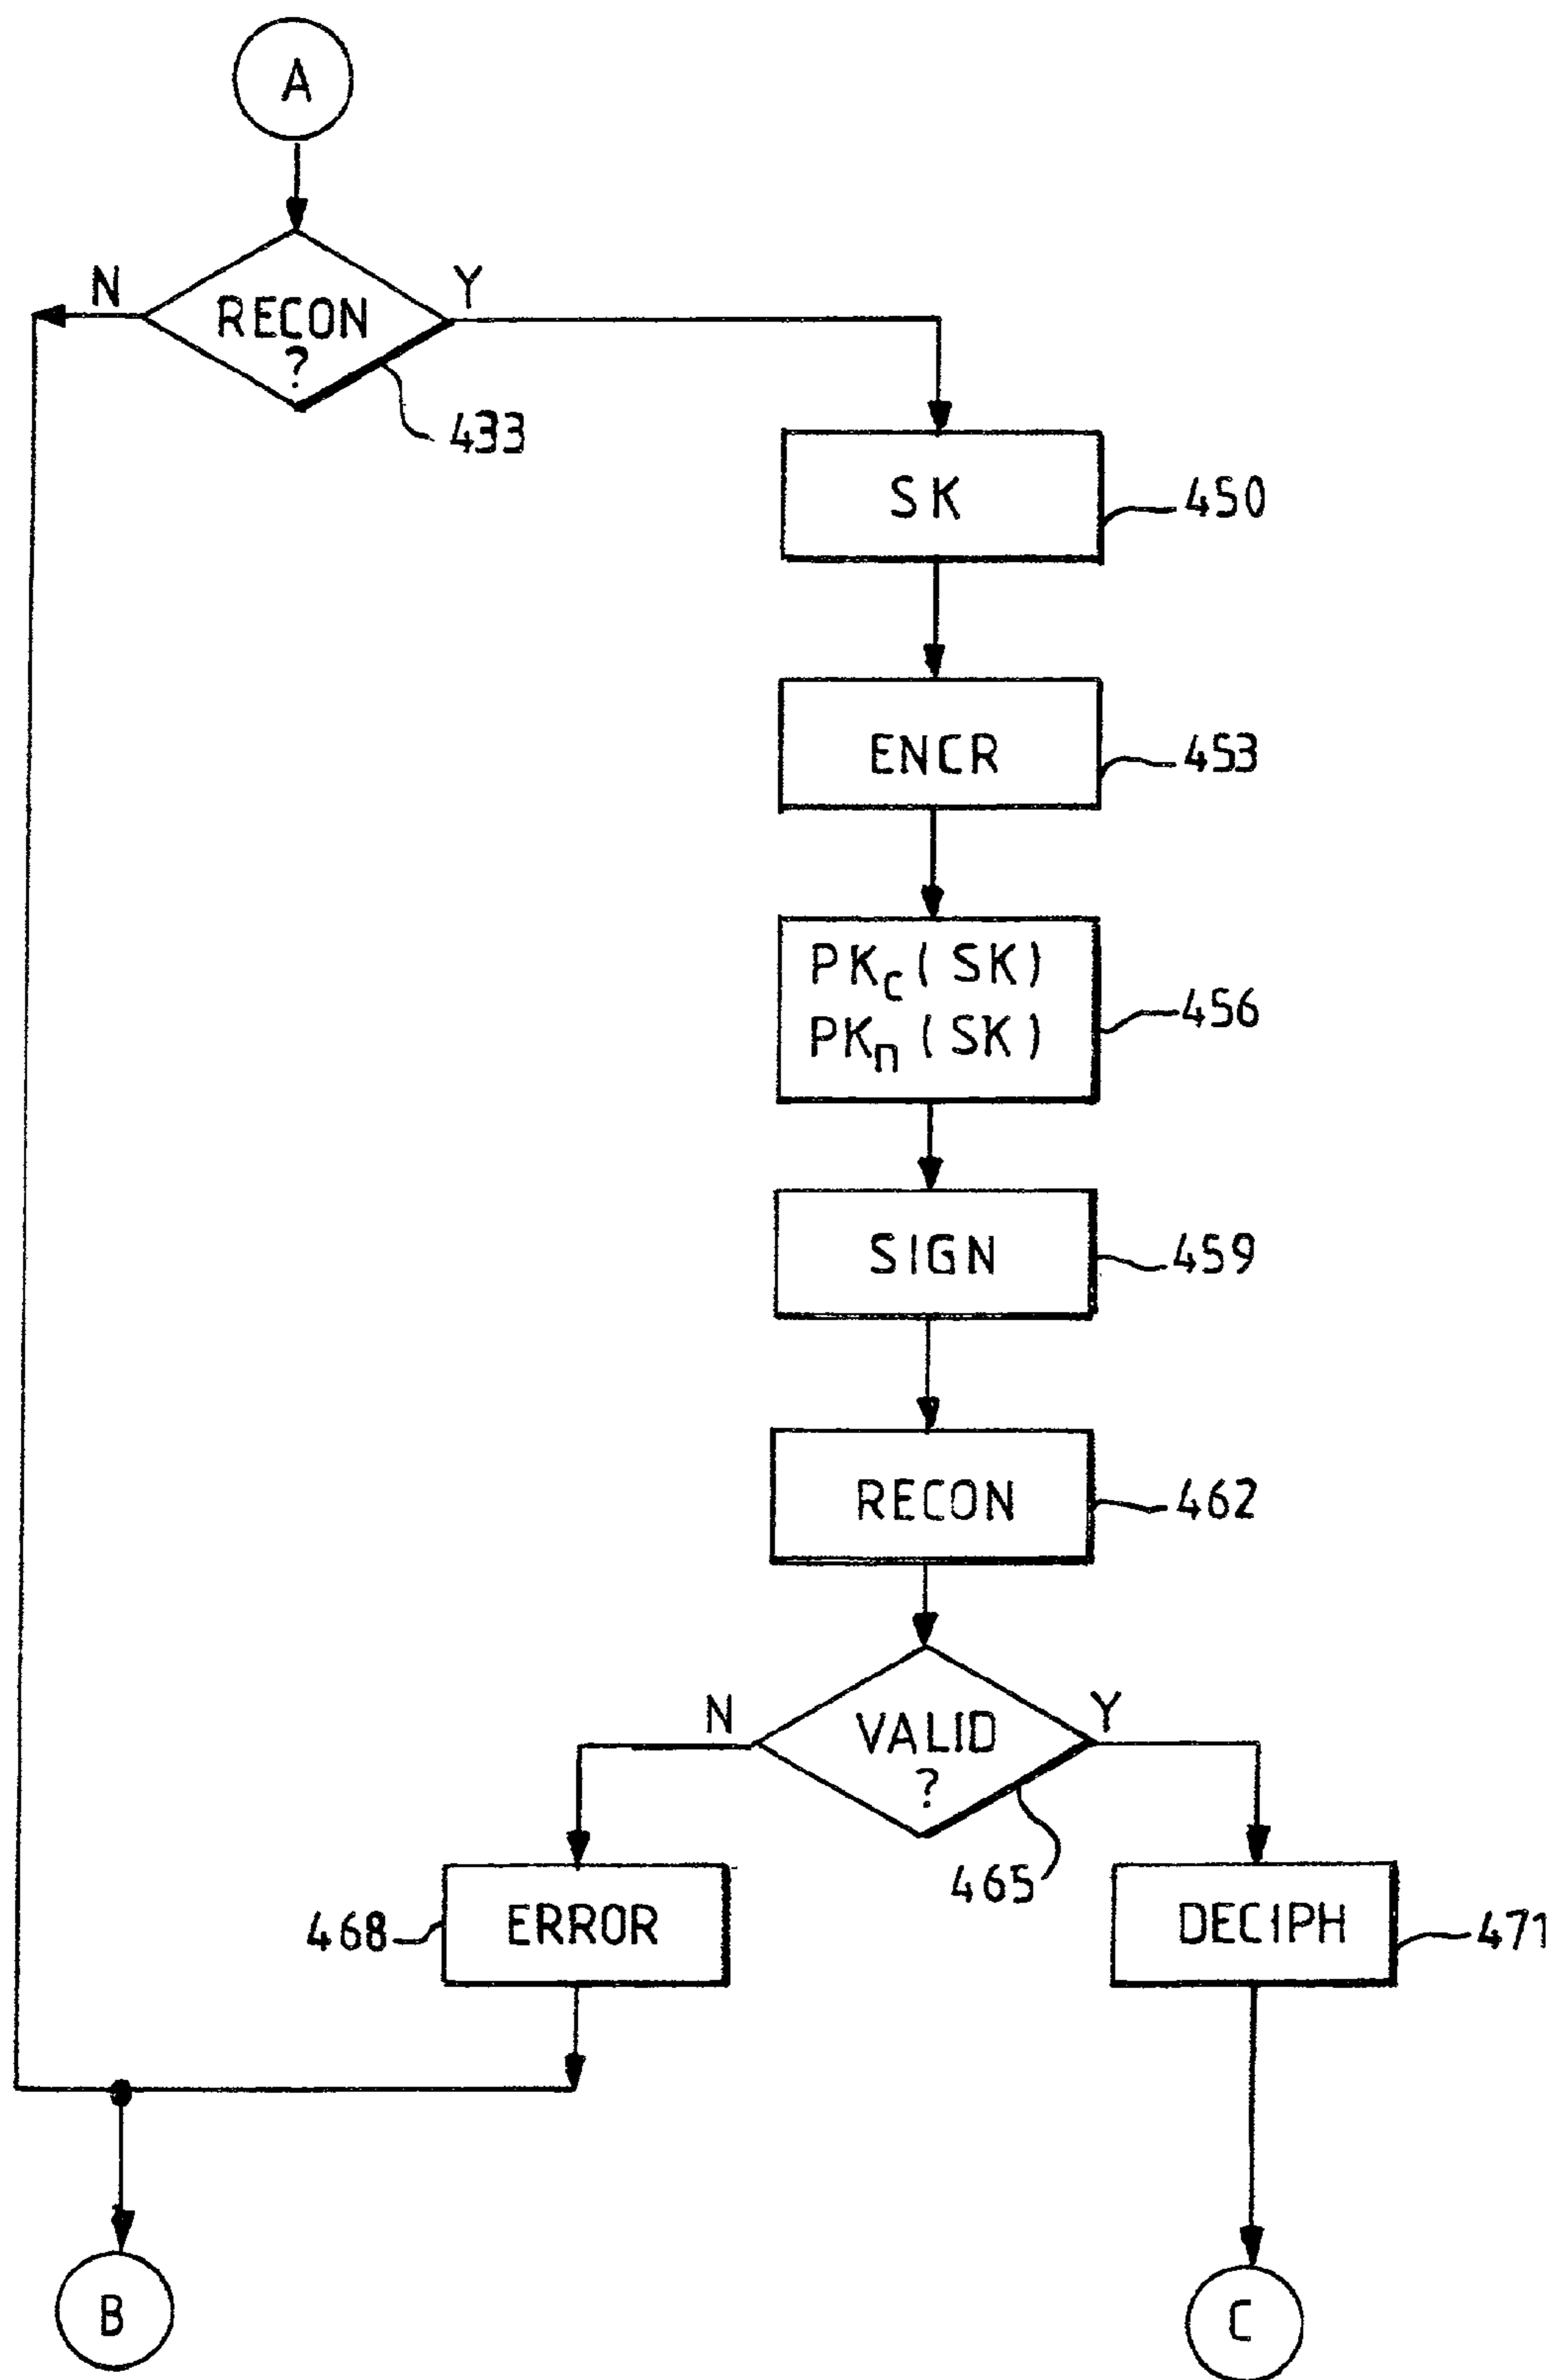 A
N
Y
RECON
?
433
SK
450
ENCR
453
PKc(SK)
PKn(SK)
456
SIGN
459
RECON
462
N
Y
VALID
?
465
ERROR
468
DECIPH
471
B
C